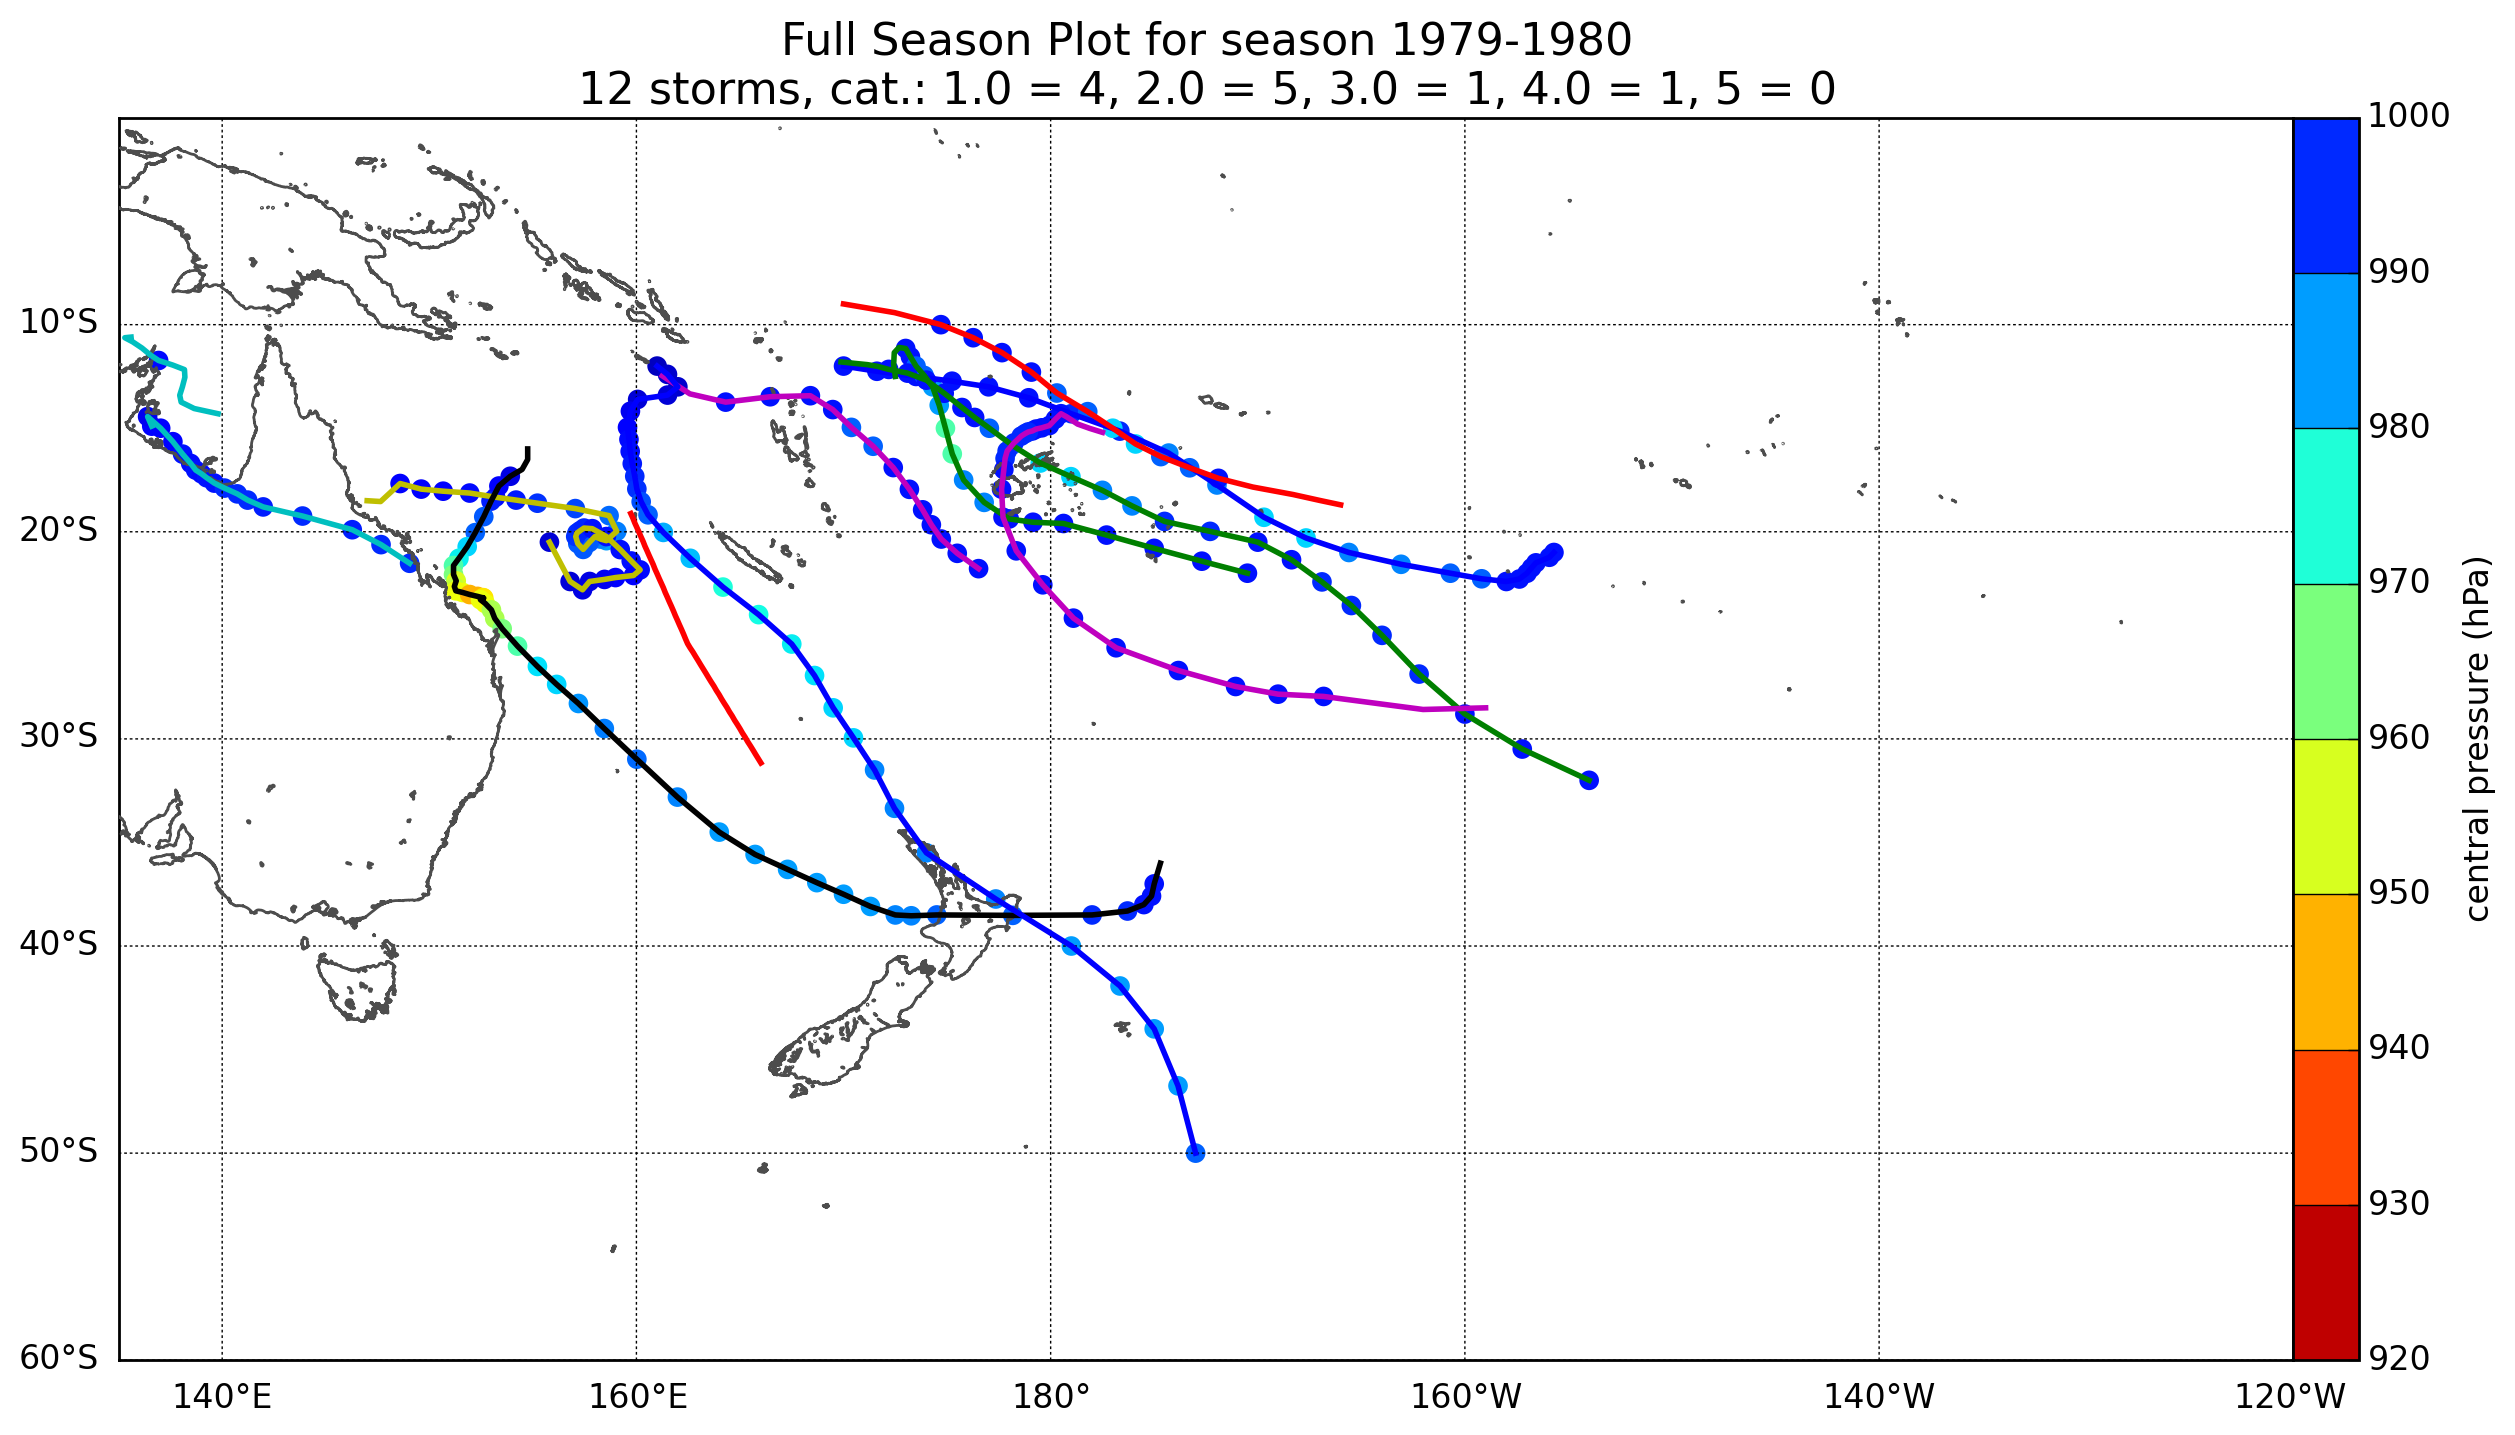 Full Season Plot for season 1979-1980
12 storms, cat.: 1.0 = 4, 2.0 = 5, 3.0 = 1, 4.0 = 1, 5 = 0
10°S
20°S
30°S
40°S
50°S
60°S
140°E
160°E
180°
160°W
140°W
120°W
1000
990
980
970
960
950
940
930
920
central pressure (hPa)